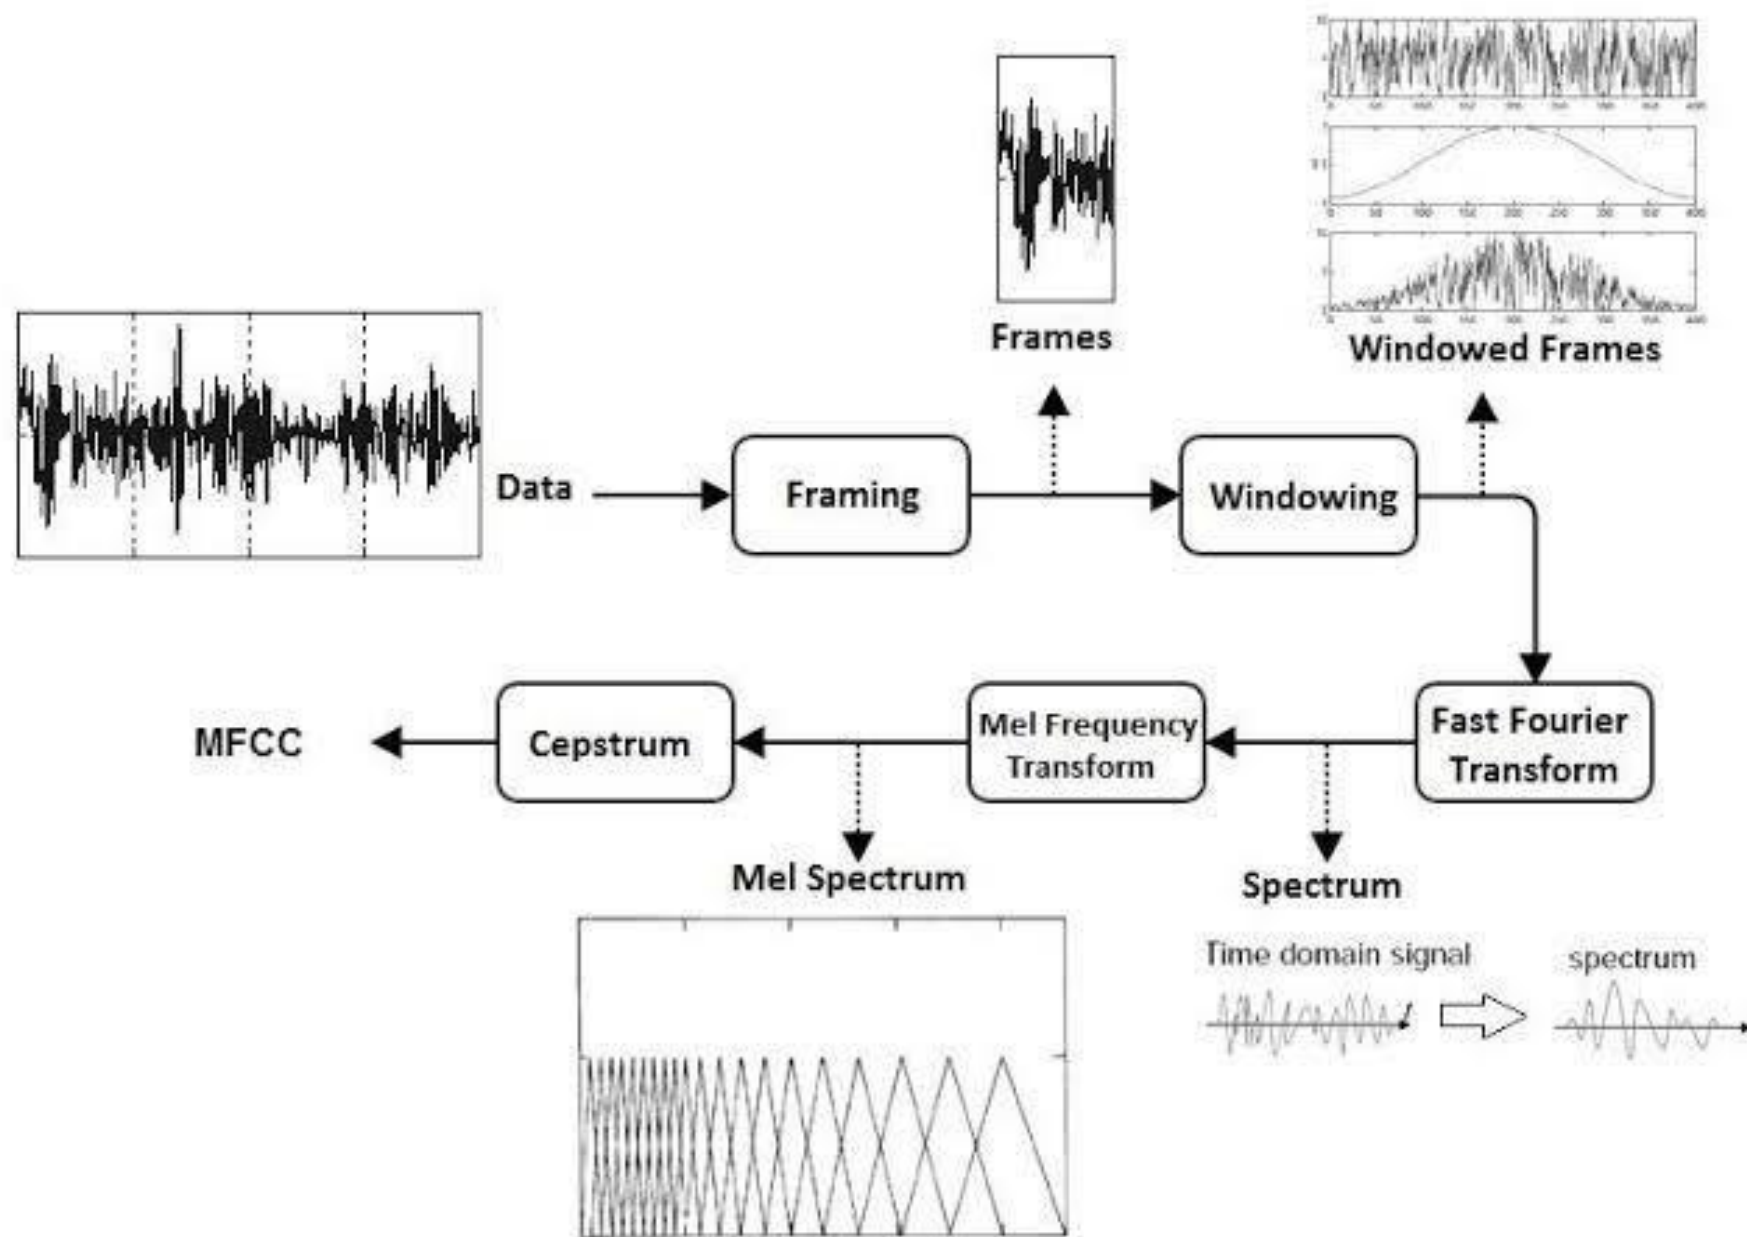 Frames
Windowed Frames
Data
Framing
Windowing
MFCC
Cepstrum
Mel Frequency
Transform
Fast Fourier
Transform
Mel Spectrum
Spectrum
Time domain signal
spectrum